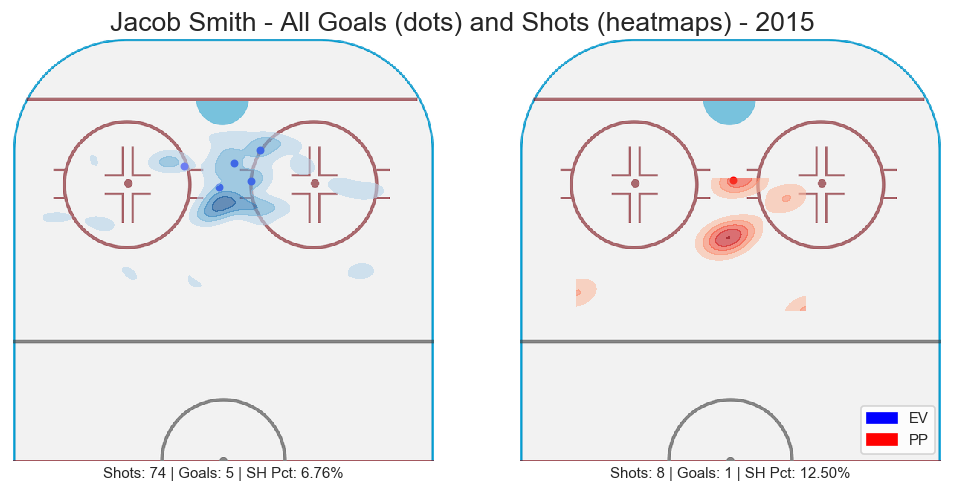 Jacob Smith - All Goals (dots) and Shots (heatmaps) - 2015
EV
PP
Shots: 74 | Goals: 5 | SH Pct: 6.76%
Shots: 8 | Goals: 1 | SH Pct: 12.50%